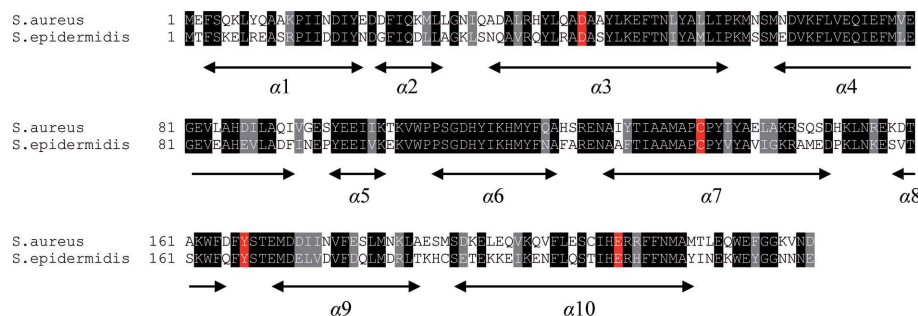 S.aureus 1 MEFSQKLYQAAKPIINDIYEDDFIQKMLLGNIQADALRHYLQADAAYLKEFTNLYALLIPKMNSMNDVKFLVEQIEFMVE
S.epidermidis 1 MTFSKELREASRPIIDDIYNDGFIQDLLAGKLSNQAVRQYLRADASYLKEFTNLYAMLIPKMSSMEDVKFLVEQIEFMLE
α1 α2 α3 α4
S.aureus 81 GEVLAHDILAQIVGESYEEIIKTKVWPPSGDHYIKHMYFQAHSRENAIYTIAAMAPCPYIYAELAKRSQSDHKLNREKDT
S.epidermidis 81 GEVEAHEVLADFINEPYEEIVKEKVWPPSGDHYIKHMYFNAFARENAAFTIAAMAPCPYVYAVIGKRAMEDPKLNKESVT
α5 α6 α7 α8
S.aureus 161 AKWFDFYSTEMDDIINVFESLMNKLAESMSDKELEQVKQVFLESCIHERRFFNMAMTLEQWEFGGKVND
S.epidermidis 161 SKWFQFYSTEMDELVDVFDQLMDRLTKHCSETEKKEIKENFLQSTIHERHFFNMAYINEKWEYGGNNNE
α9 α10